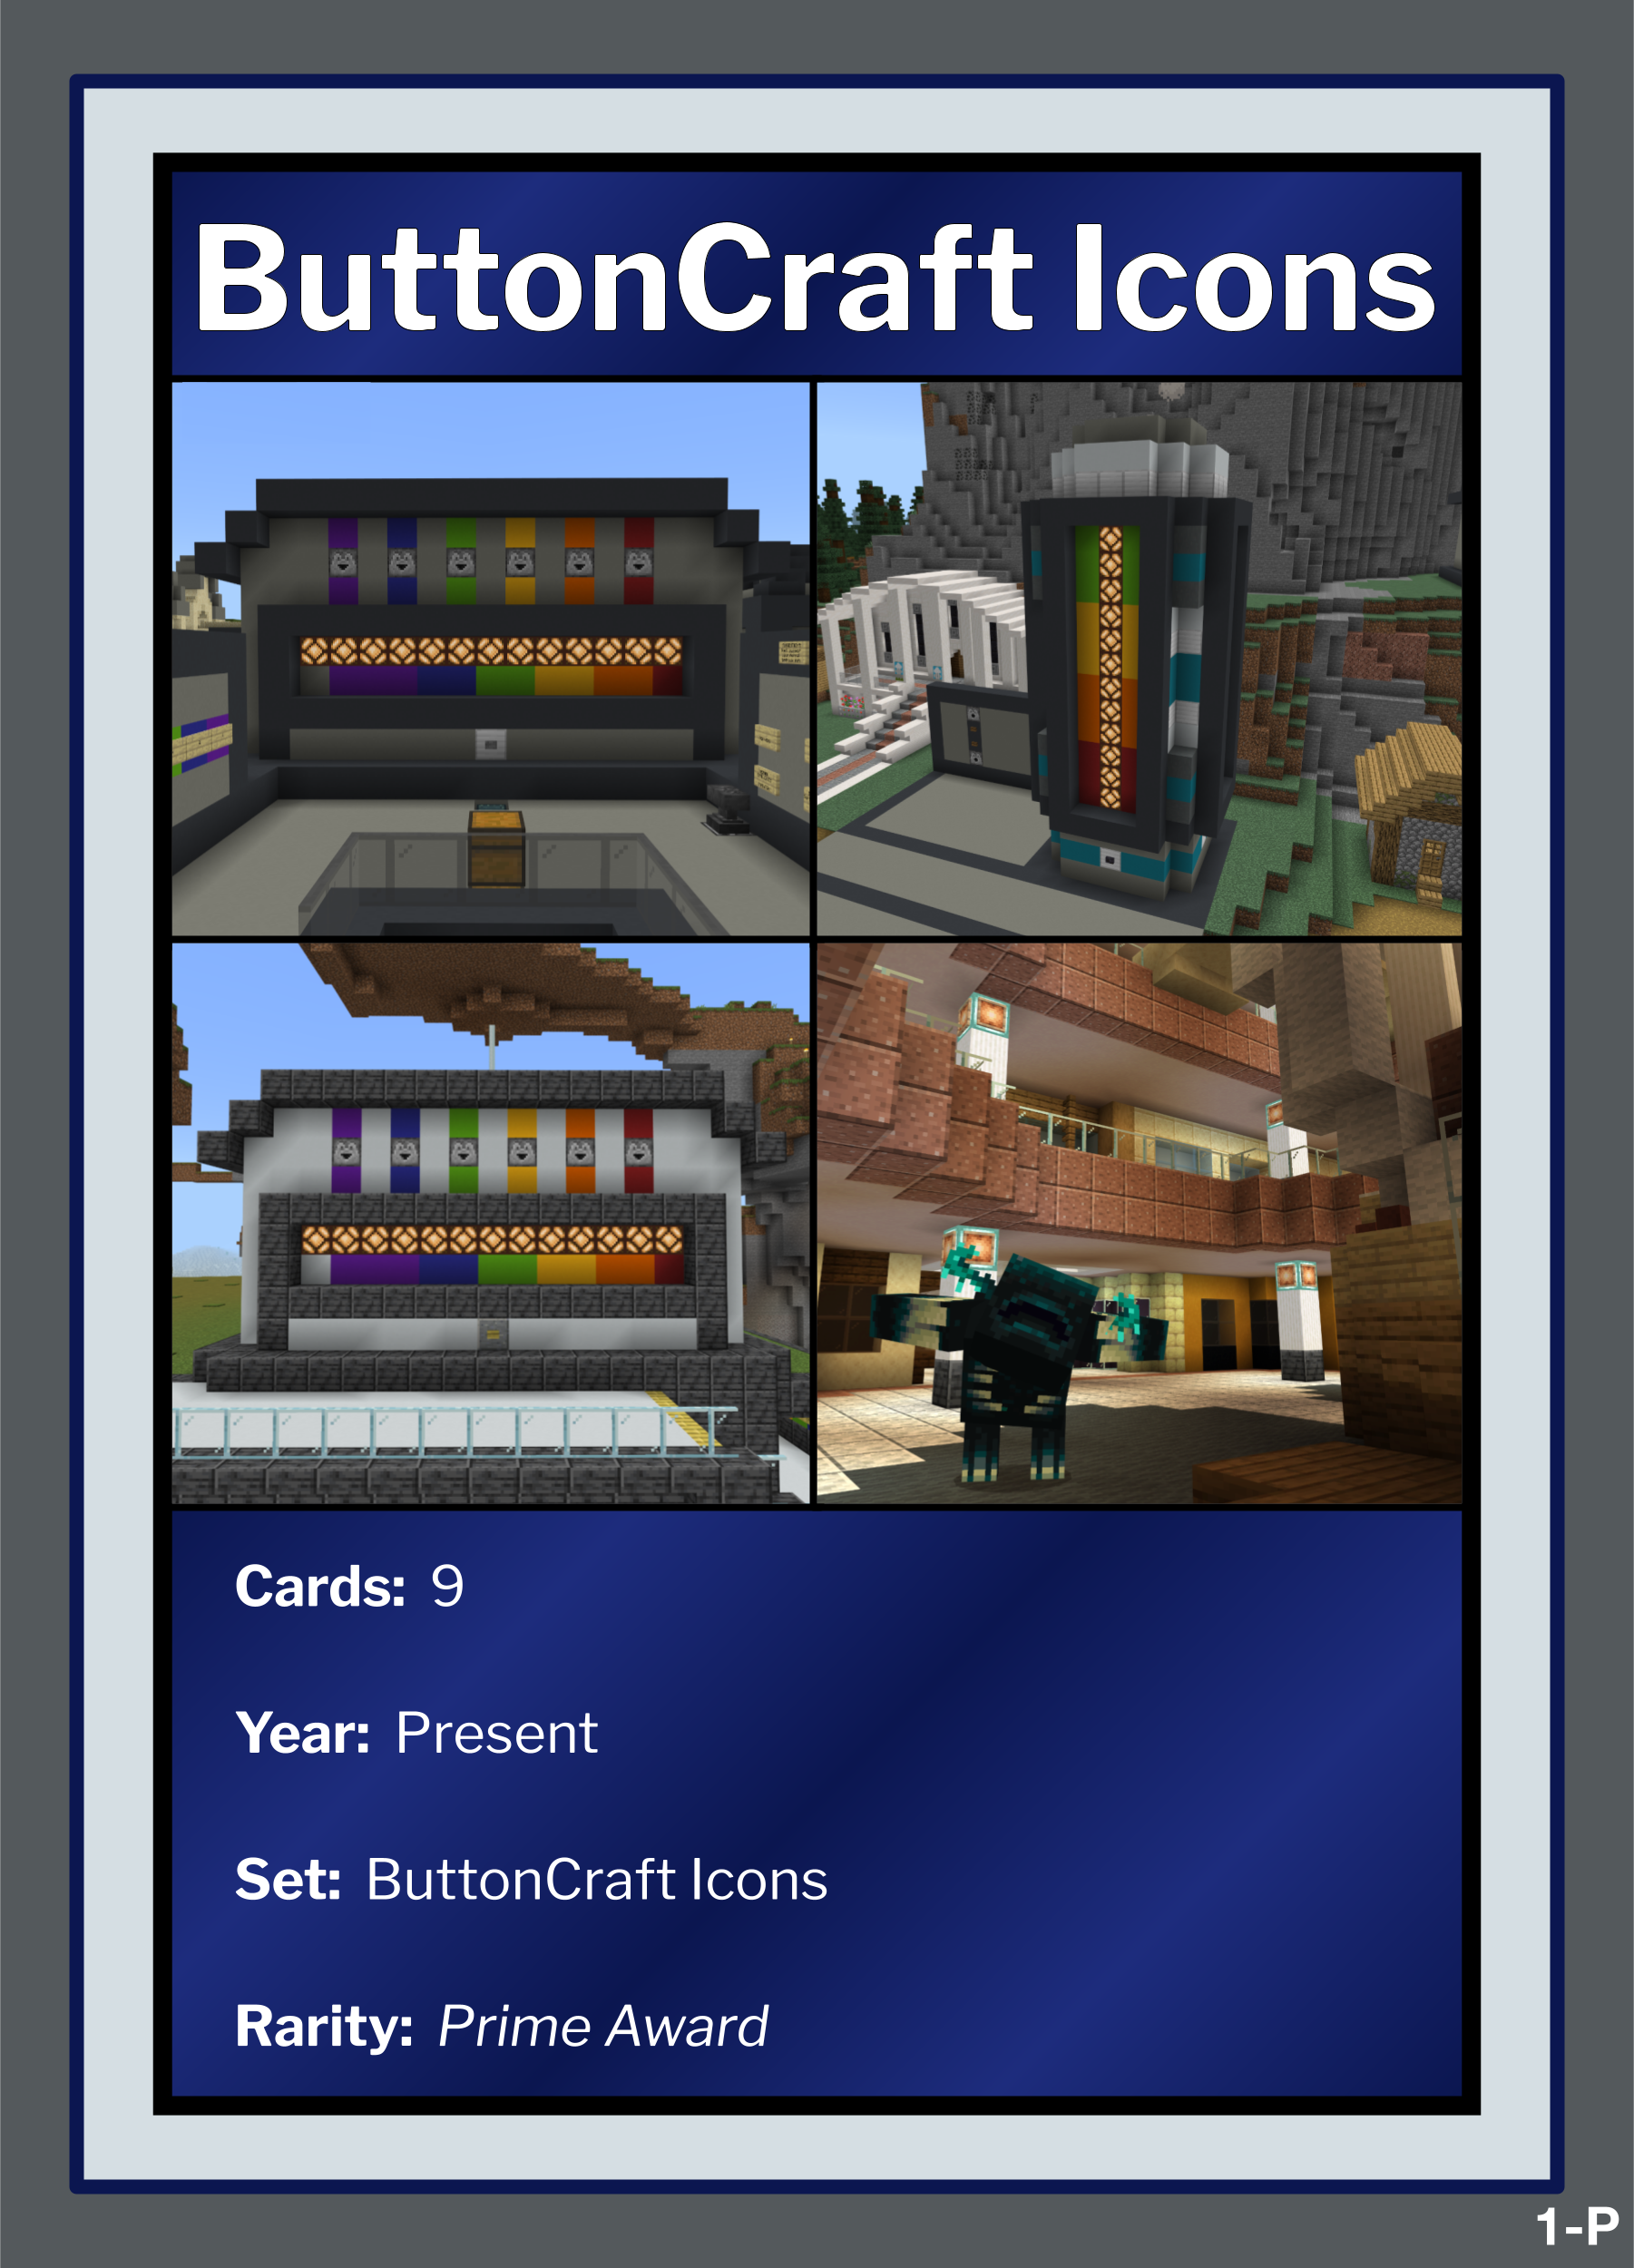 ButtonCraft Icons
Cards: 9
Year: Present
Set: ButtonCraft Icons
Rarity: Prime Award
1-P